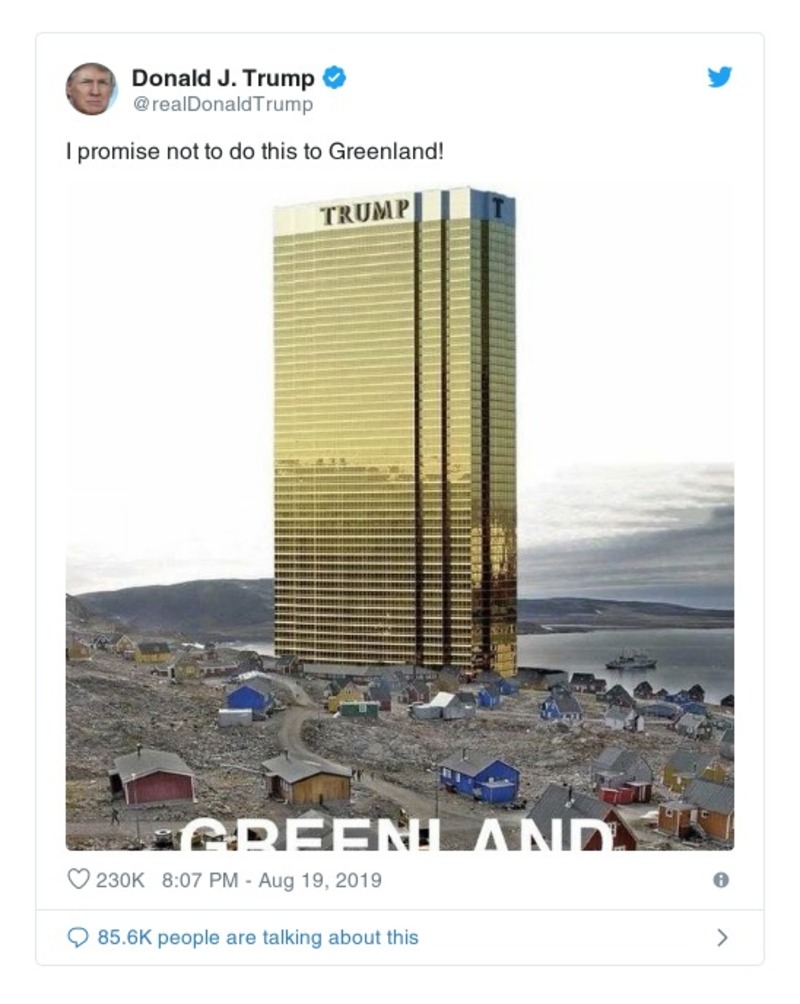 Donald J. Trump
@realDonaldTrump
I promise not to do this to Greenland!
TRUMP
T
GREENLAND
230K 8:07 PM - Aug 19, 2019
85.6K people are talking about this